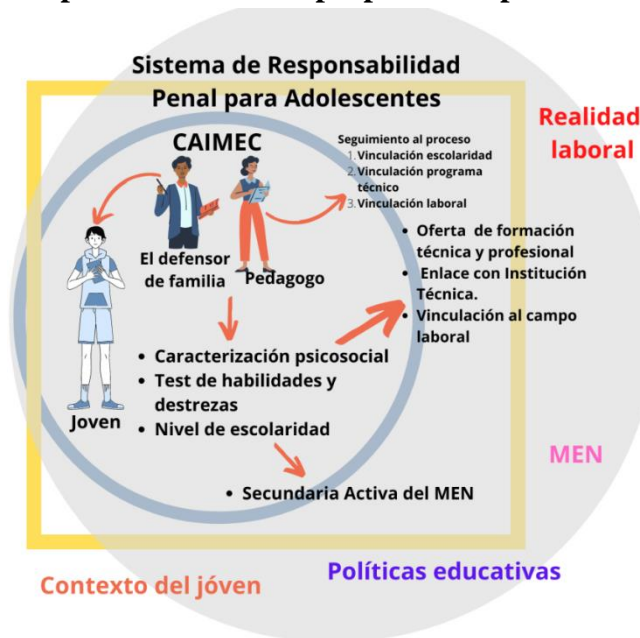 Sistema de Responsabilidad
Penal para Adolescentes
CAIMEC
Realidad
laboral
Seguimiento al proceso
1. Vinculación escolaridad
2. Vinculación programa
técnico
3. Vinculación laboral
El defensor
de familia
Pedagogo
Joven
• Oferta de formación
técnica y profesional
• Enlace con Institución
Técnica.
• Vinculación al campo
laboral
• Caracterización psicosocial
• Test de habilidades y
destrezas
• Nivel de escolaridad
• Secundaria Activa del MEN
MEN
Contexto del jóven
Políticas educativas